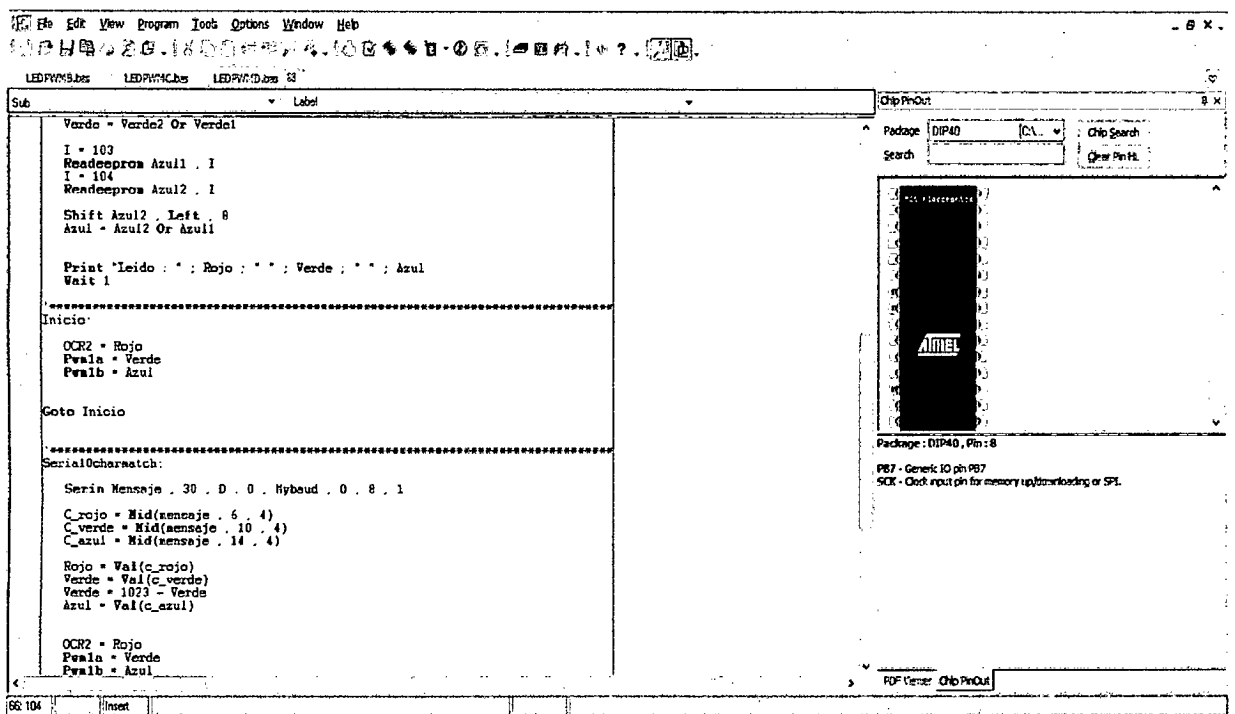 File Edit View Program Tools Options Window Help
LEDPWMB.bas LEDPWMC.bas LEDPWMD.bas
Sub Label
Verde = Verde2 Or Verde1
I = 103
Readeeprom Azul1 , I
I = 104
Readeeprom Azul2 , I
Shift Azul2 , Left , 8
Azul = Azul2 Or Azul1
Print "Leido : " ; Rojo ; " " ; Verde ; " " ; Azul
Wait 1
'****************************************************************************
Inicio:
OCR2 = Rojo
Pwm1a = Verde
Pwm1b = Azul
Goto Inicio
'****************************************************************************
Serial0charmatch:
Serin Mensaje , 30 , D , 0 , Mybaud , 0 , 8 , 1
C_rojo = Mid(mensaje , 6 , 4)
C_verde = Mid(mensaje , 10 , 4)
C_azul = Mid(mensaje , 14 , 4)
Rojo = Val(c_rojo)
Verde = Val(c_verde)
Verde = 1023 - Verde
Azul = Val(c_azul)
OCR2 = Rojo
Pwm1a = Verde
Pwm1b = Azul
66: 104 Insert
Chip PinOut
Package DIP40 [C:\... Chip Search
Search Clear Pin HL
MCS Electronics
ATMEL
Package : DIP40 , Pin : 8
PB7 - Generic IO pin PB7
SCK - Clock input pin for memory up/downloading or SPI.
PDF Viewer Chip PinOut